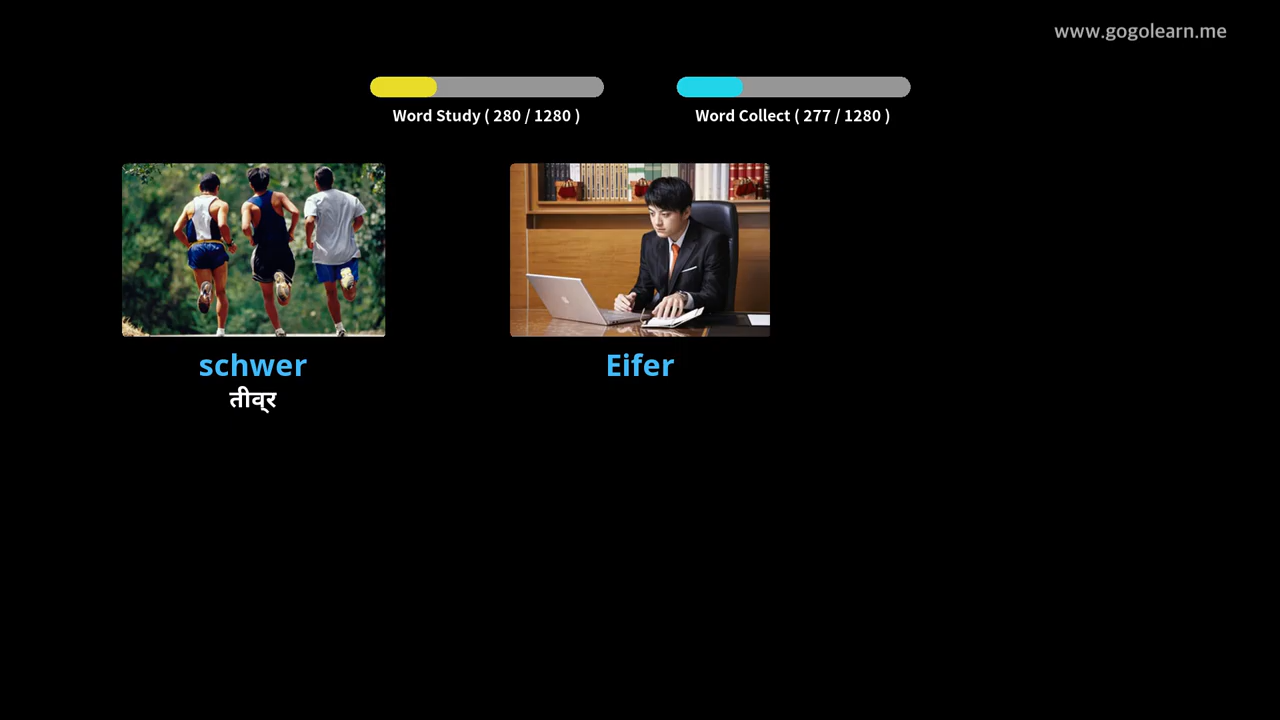 www.gogolearn.me
Word Study ( 280 / 1280 )
Word Collect ( 277 / 1280 )
schwer
Eifer
तीव्र